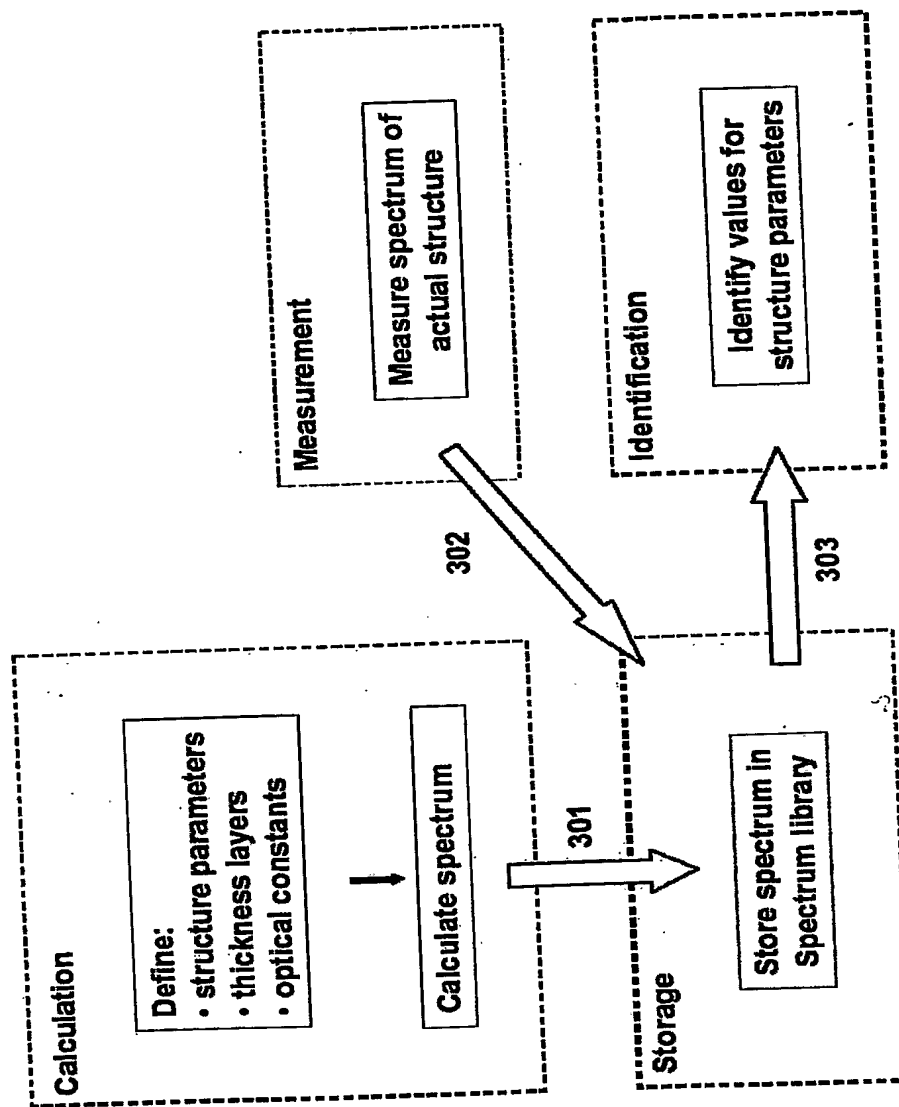 Calculation
Define:
• structure parameters
• thickness layers
• optical constants
Calculate spectrum
301
Storage
Store spectrum in
Spectrum library
Measurement
Measure spectrum of
actual structure
302
303
Identification
Identify values for
structure parameters